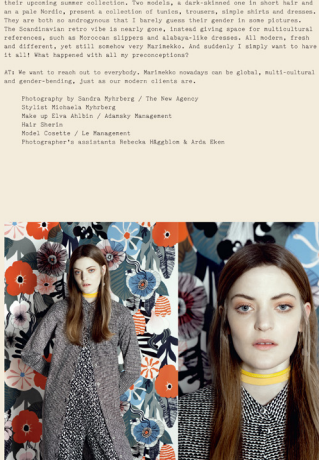 their upcoming summer collection. Two models, a dark-skinned one in short hair and
an a pale Nordic, present a collection of tunics, trousers, simple shirts and dresses.
They are both so androgynous that I barely guess their gender in some pictures.
The Scandinavian retro vibe is nearly gone, instead giving space for multicultural
references, such as Moroccan slippers and alabaya-like dresses. All modern, fresh
and different, yet still somehow very Marimekko. And suddenly I simply want to have
it all! What happened with all my preconceptions?
AT: We want to reach out to everybody. Marimekko nowadays can be global, multi-cultural
and gender-bending, just as our modern clients are.
Photography by Sandra Myhrberg / The New Agency
Stylist Michaela Myhrberg
Make up Elva Ahlbin / Adamsky Management
Hair Sherin
Model Cosette / Le Management
Photographer's assistants Rebecka HÄggblom & Arda Eken